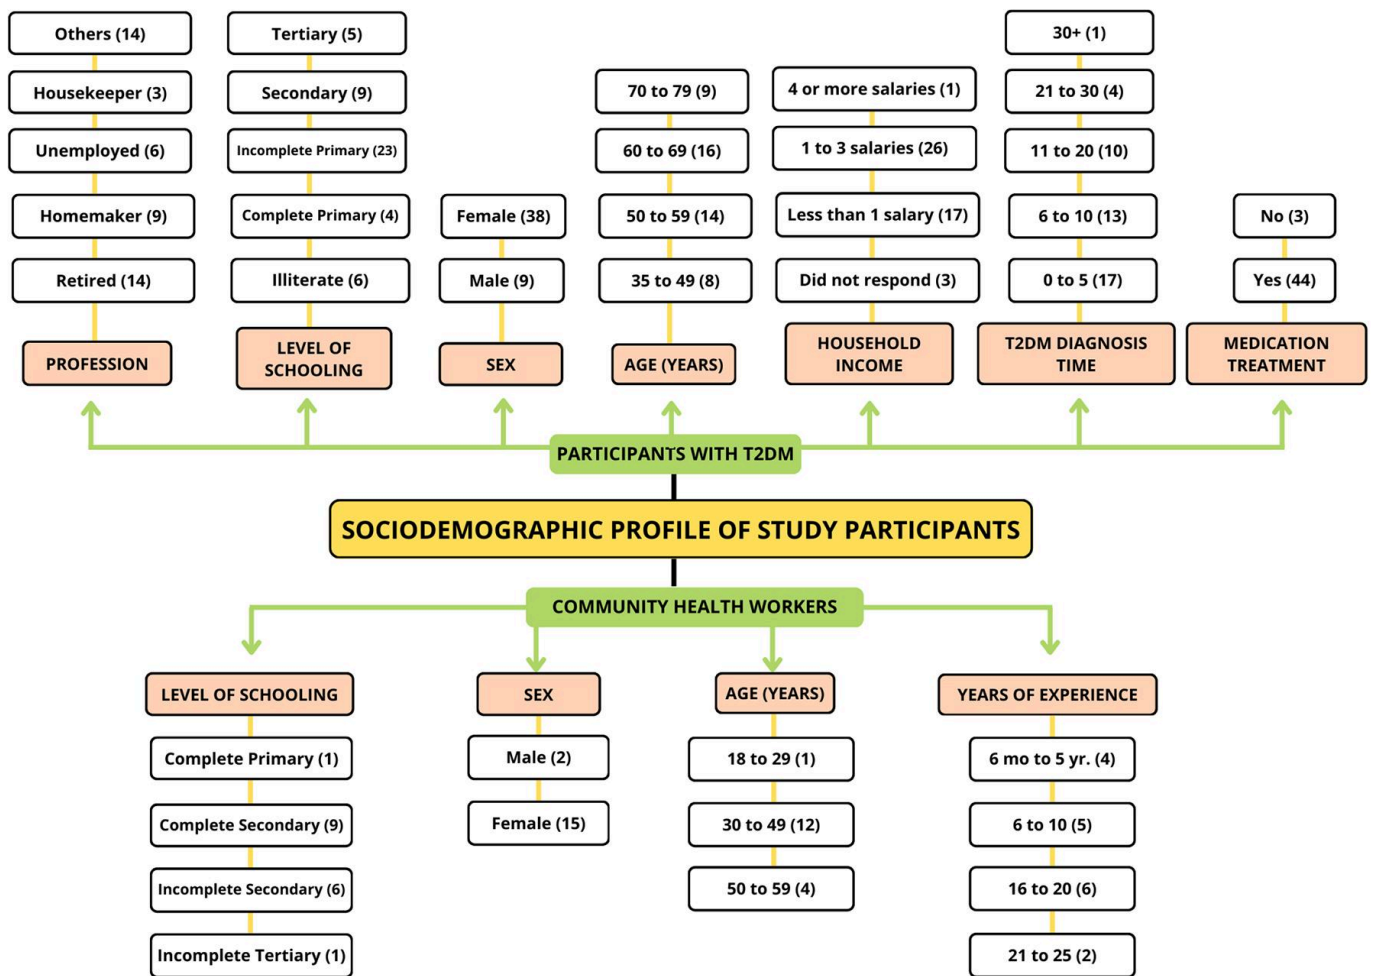 Others (14)
Housekeeper (3)
Unemployed (6)
Homemaker (9)
Retired (14)
PROFESSION
Tertiary (5)
Secondary (9)
Incomplete Primary (23)
Complete Primary (4)
Illiterate (6)
LEVEL OF
SCHOOLING
Female (38)
Male (9)
SEX
70 to 79 (9)
60 to 69 (16)
50 to 59 (14)
35 to 49 (8)
AGE (YEARS)
4 or more salaries (1)
1 to 3 salaries (26)
Less than 1 salary (17)
Did not respond (3)
HOUSEHOLD
INCOME
30+ (1)
21 to 30 (4)
11 to 20 (10)
6 to 10 (13)
0 to 5 (17)
T2DM DIAGNOSIS
TIME
No (3)
Yes (44)
MEDICATION
TREATMENT
PARTICIPANTS WITH T2DM
SOCIODEMOGRAPHIC PROFILE OF STUDY PARTICIPANTS
COMMUNITY HEALTH WORKERS
LEVEL OF SCHOOLING
Complete Primary (1)
Complete Secondary (9)
Incomplete Secondary (6)
Incomplete Tertiary (1)
SEX
Male (2)
Female (15)
AGE (YEARS)
18 to 29 (1)
30 to 49 (12)
50 to 59 (4)
YEARS OF EXPERIENCE
6 mo to 5 yr. (4)
6 to 10 (5)
16 to 20 (6)
21 to 25 (2)